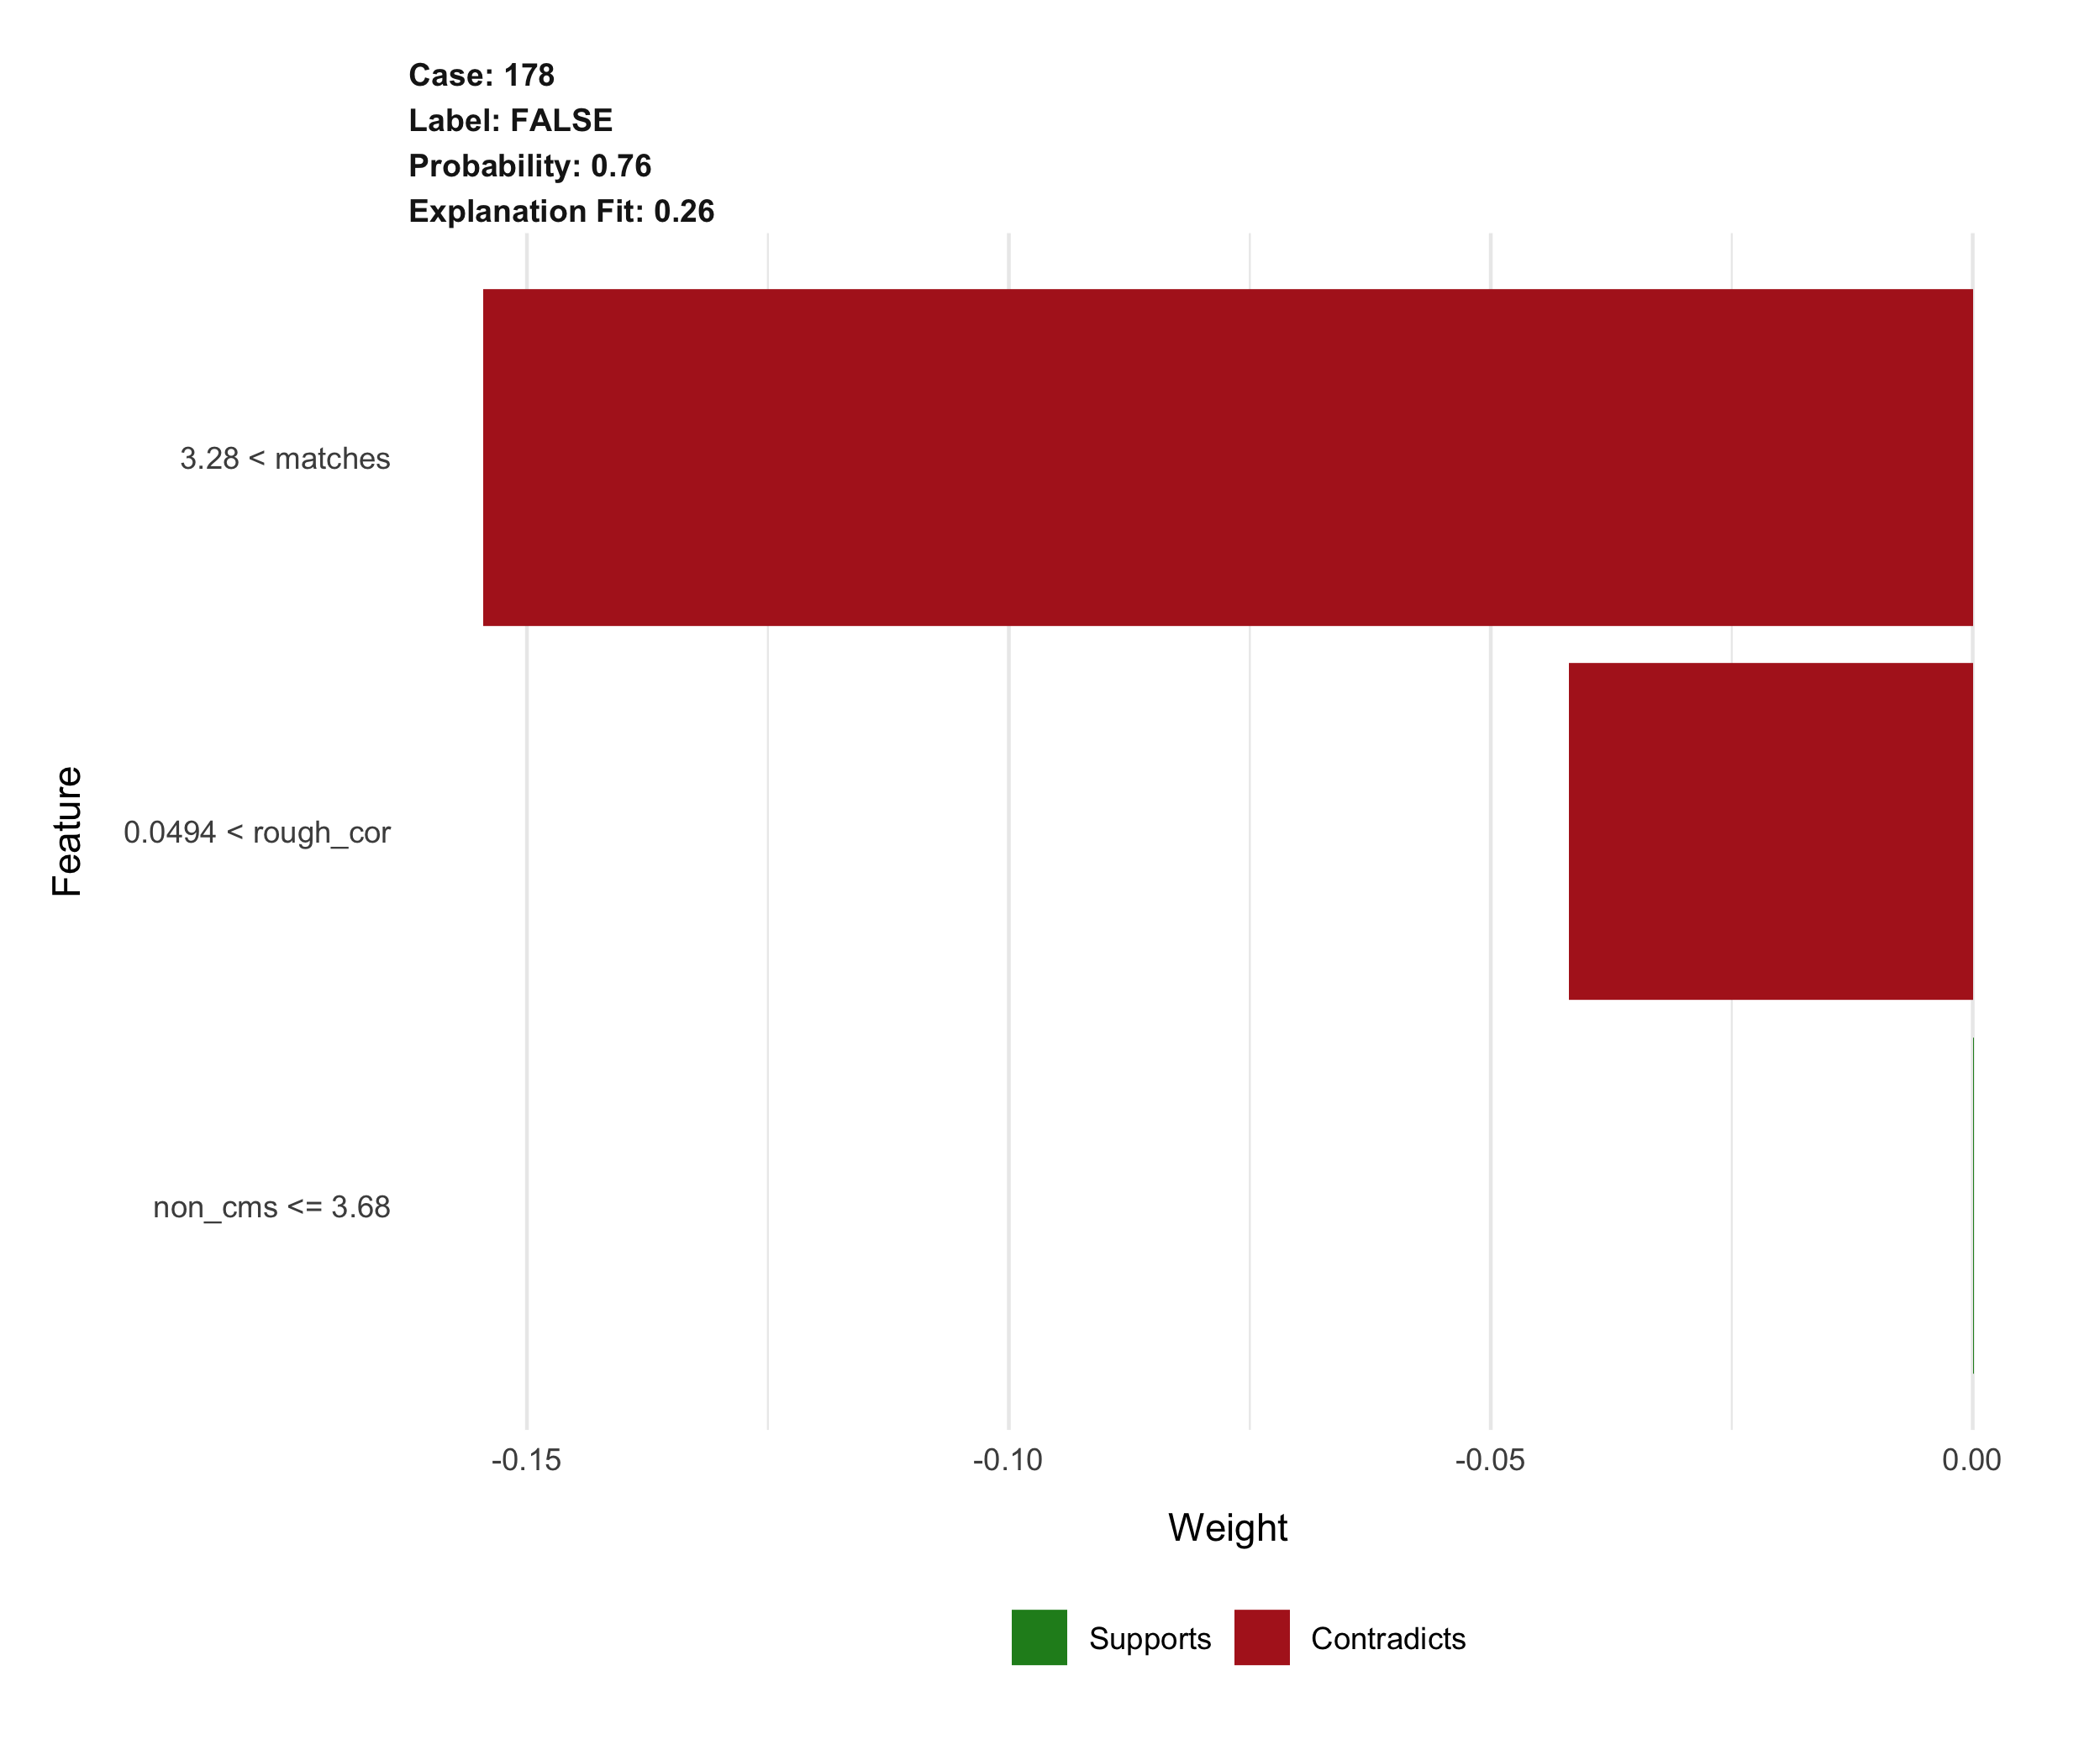 Case: 178
Label: FALSE
Probability: 0.76
Explanation Fit: 0.26
3.28 < matches
0.0494 < rough_cor
non_cms <= 3.68
Feature
-0.15 -0.10 -0.05 0.00
Weight
Supports Contradicts